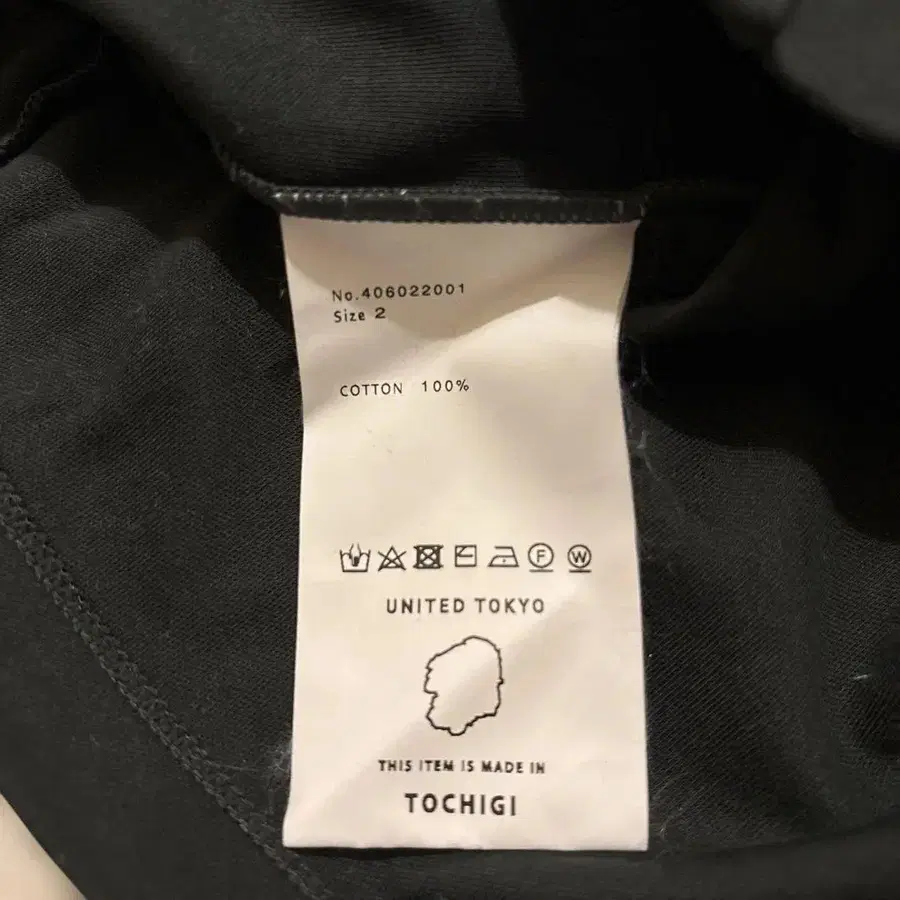 No.406022001
Size 2
COTTON 100%
F W
UNITED TOKYO
THIS ITEM IS MADE IN
TOCHIGI